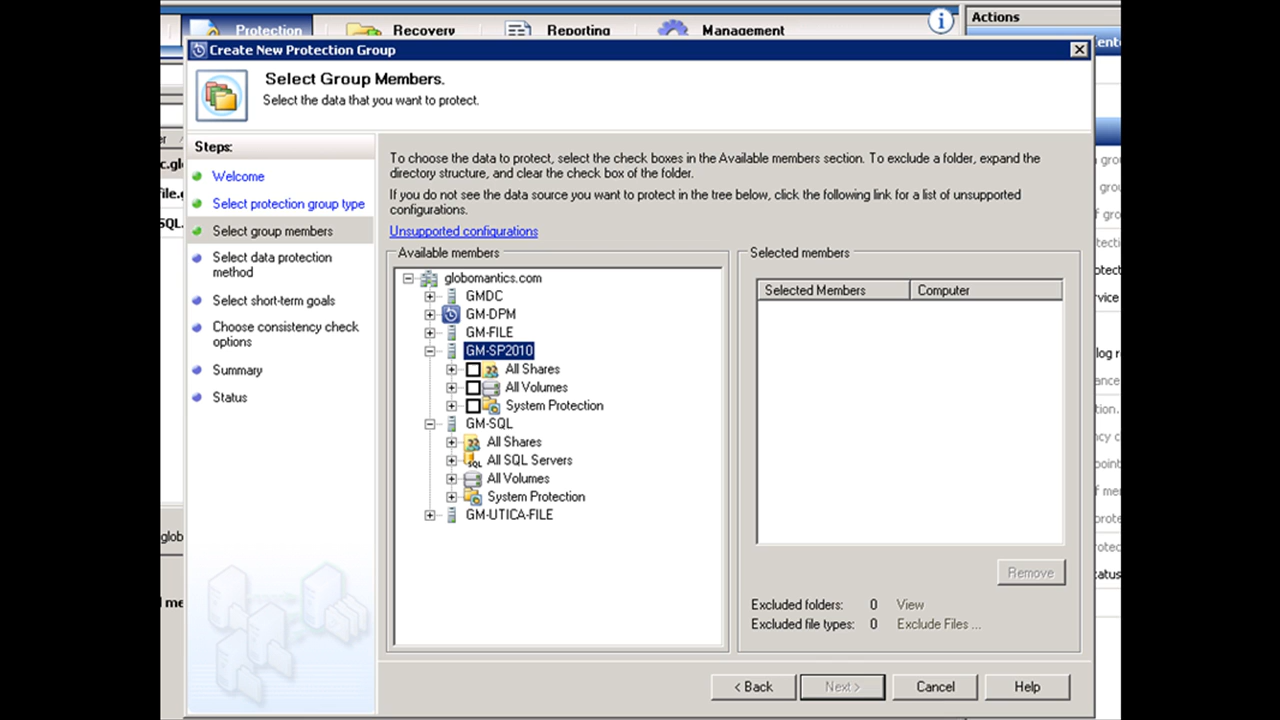 Protection
Recovery
Reporting
Management
Actions
Create New Protection Group
Select Group Members.
Select the data that you want to protect.
Steps:
Welcome
Select protection group type
Select group members
Select data protection
method
Select short-term goals
Choose consistency check
options
Summary
Status
To choose the data to protect, select the check boxes in the Available members section. To exclude a folder, expand the
directory structure, and clear the check box of the folder.
If you do not see the data source you want to protect in the tree below, click the following link for a list of unsupported
configurations.
Unsupported configurations
Available members
globomantics.com
GMDC
GM-DPM
GM-FILE
GM-SP2010
All Shares
All Volumes
System Protection
GM-SQL
All Shares
All SQL Servers
All Volumes
System Protection
GM-UTICA-FILE
Selected members
Selected Members
Computer
Remove
Excluded folders: 0 View
Excluded file types: 0 Exclude Files ...
< Back
Next >
Cancel
Help